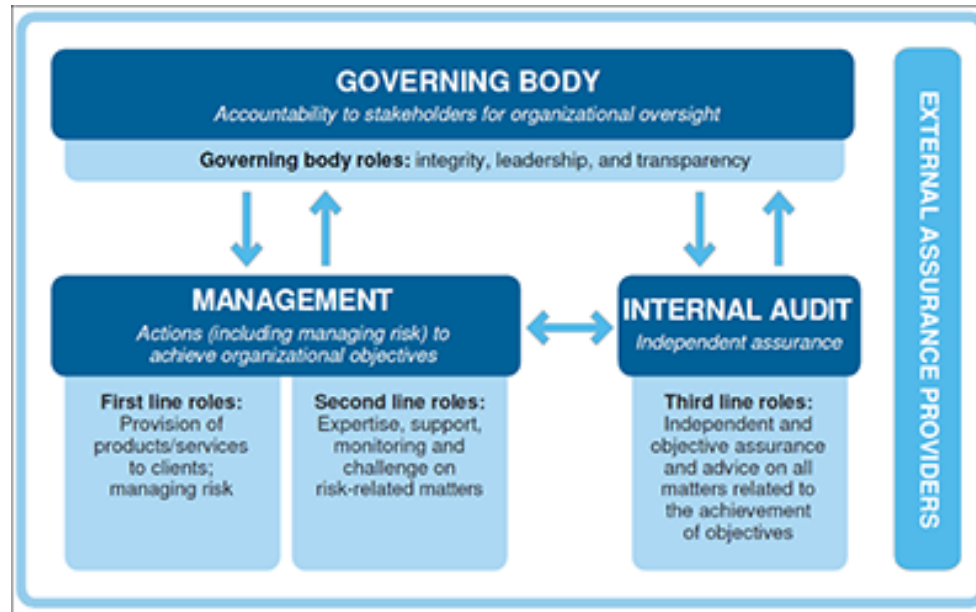 GOVERNING BODY
Accountability to stakeholders for organizational oversight
Governing body roles: integrity, leadership, and transparency
MANAGEMENT
Actions (including managing risk) to
achieve organizational objectives
First line roles:
Provision of
products/services
to clients;
managing risk
Second line roles:
Expertise, support,
monitoring and
challenge on
risk-related matters
INTERNAL AUDIT
Independent assurance
Third line roles:
Independent and
objective assurance
and advice on all
matters related to
the achievement
of objectives
EXTERNAL ASSURANCE PROVIDERS